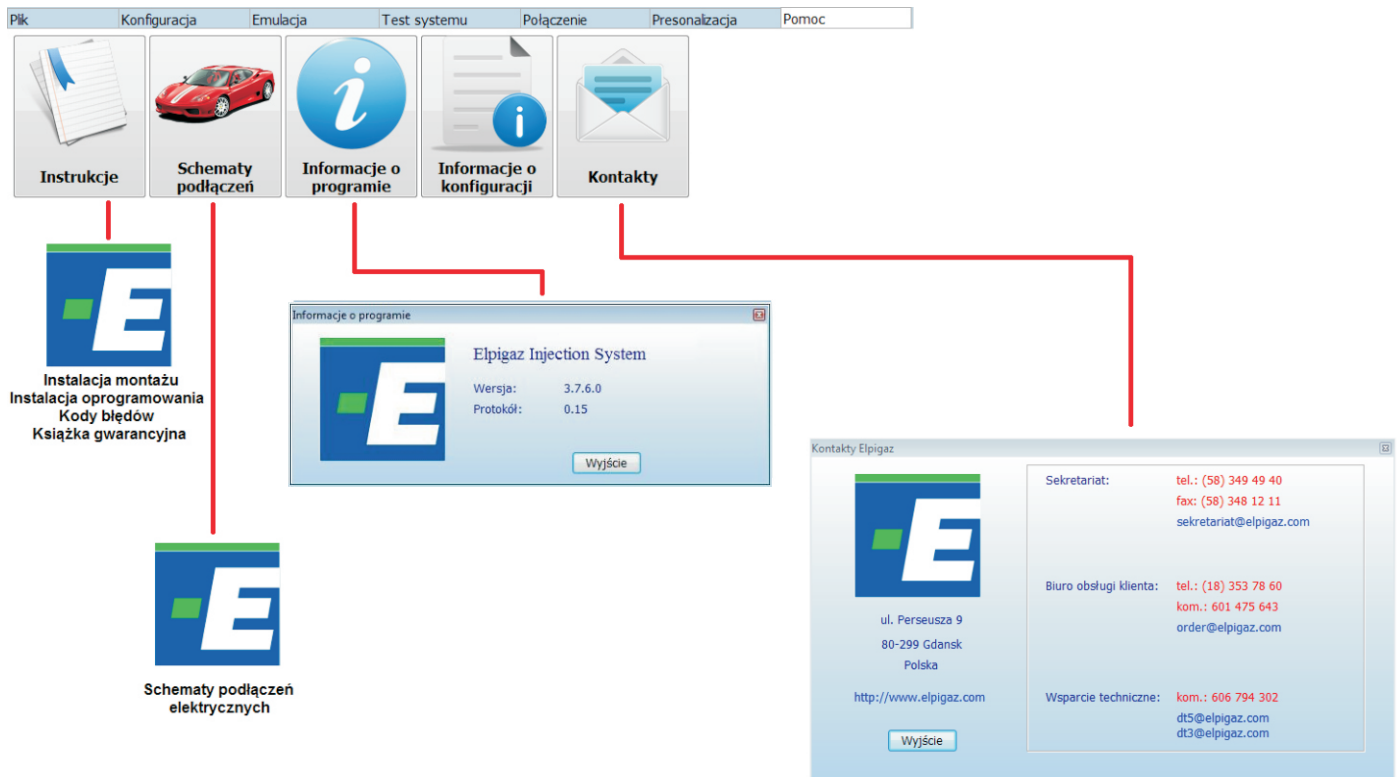 Plik Konfiguracja Emulacja Test systemu Połączenie Presonalizacja Pomoc
Instrukcje
Schematy
podłączeń
Informacje o
programie
Informacje o
konfiguracji
Kontakty
Instalacja montażu
Instalacja oprogramowania
Kody błędów
Książka gwarancyjna
Schematy podłączeń
elektrycznych
Informacje o programie
Elpigaz Injection System
Wersja: 3.7.6.0
Protokół: 0.15
Wyjście
Kontakty Elpigaz
ul. Perseusza 9
80-299 Gdansk
Polska
http://www.elpigaz.com
Wyjście
Sekretariat: tel.: (58) 349 49 40
fax: (58) 348 12 11
sekretariat@elpigaz.com
Biuro obsługi klienta: tel.: (18) 353 78 60
kom.: 601 475 643
order@elpigaz.com
Wsparcie techniczne: kom.: 606 794 302
dt5@elpigaz.com
dt3@elpigaz.com